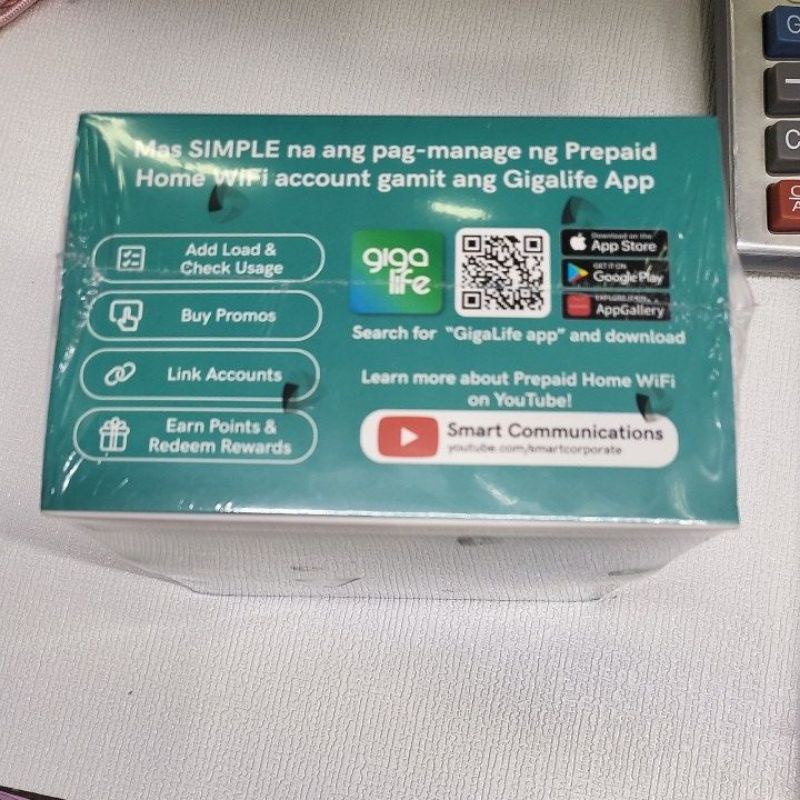 Mas SIMPLE na ang pag-manage ng Prepaid
Home WiFi account gamit ang Gigalife App
Add Load &
Check Usage
Buy Promos
Link Accounts
Earn Points &
Redeem Rewards
giga
life
Download on the
App Store
GET IT ON
Google Play
EXPLORE IT ON
AppGallery
Search for "GigaLife app" and download
Learn more about Prepaid Home WiFi
on YouTube!
Smart Communications
youtube.com/smartcorporate